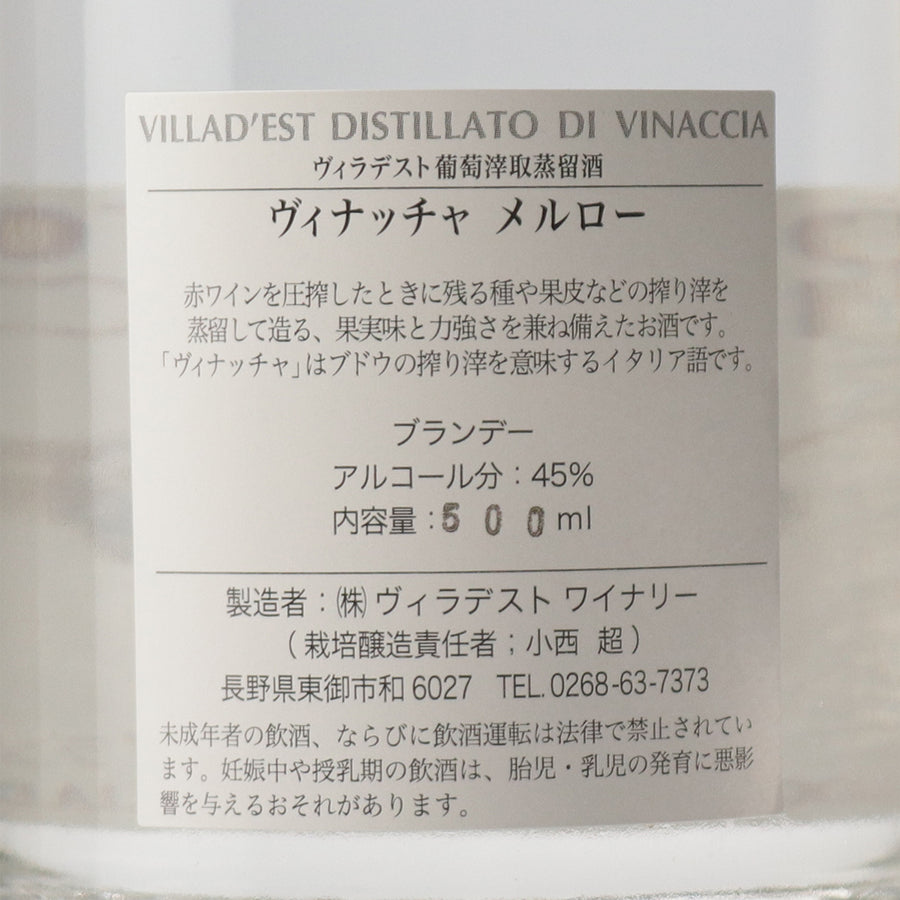 VILLAD'EST DISTILLATO DI VINACCIA
ヴィラデスト葡萄滓取蒸留酒
ヴィナッチャ メルロー
赤ワインを圧搾したときに残る種や果皮などの搾り滓を
蒸留して造る、果実味と力強さを兼ね備えたお酒です。
「ヴィナッチャ」はブドウの搾り滓を意味するイタリア語です。
ブランデー
アルコール分：45%
内容量：500ml
製造者：㈱ヴィラデスト ワイナリー
（栽培醸造責任者；小西 超）
長野県東御市和6027 TEL.0268-63-7373
未成年者の飲酒、ならびに飲酒運転は法律で禁止されてい
ます。妊娠中や授乳期の飲酒は、胎児・乳児の発育に悪影
響を与えるおそれがあります。